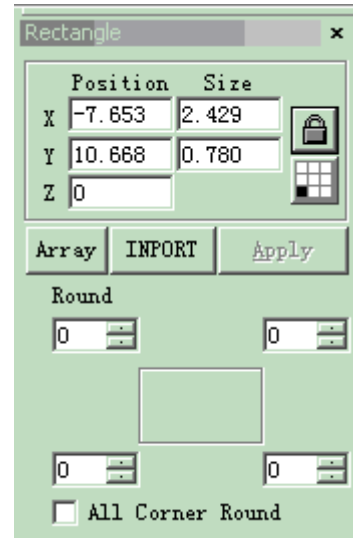 Rectangle ×
Position Size
X -7.653 2.429
Y 10.668 0.780
Z 0
Array INPORT Apply
Round
0 0
0 0
All Corner Round